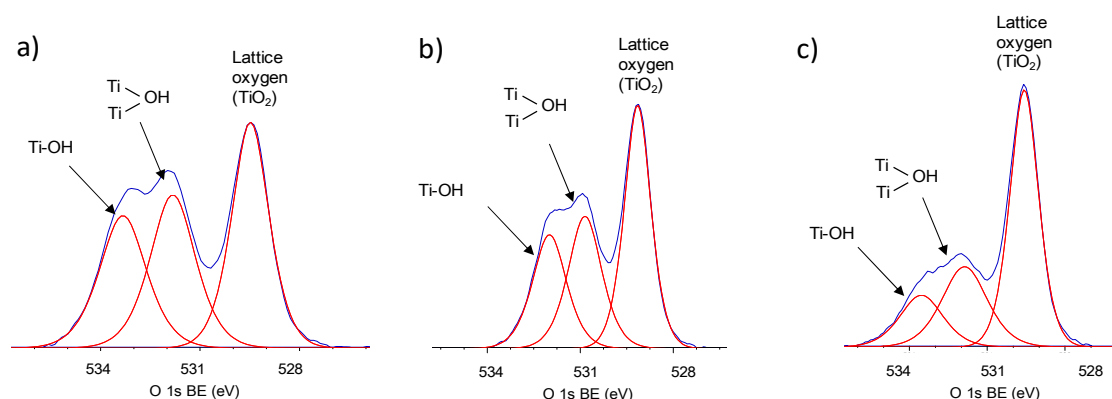 a)
Lattice
oxygen
(TiO2)
Ti
OH
Ti
Ti-OH
534
531
528
O 1s BE (eV)
b)
Lattice
oxygen
(TiO2)
Ti
OH
Ti
Ti-OH
534
531
528
O 1s BE (eV)
c)
Lattice
oxygen
(TiO2)
Ti
OH
Ti
Ti-OH
534
531
528
O 1s BE (eV)